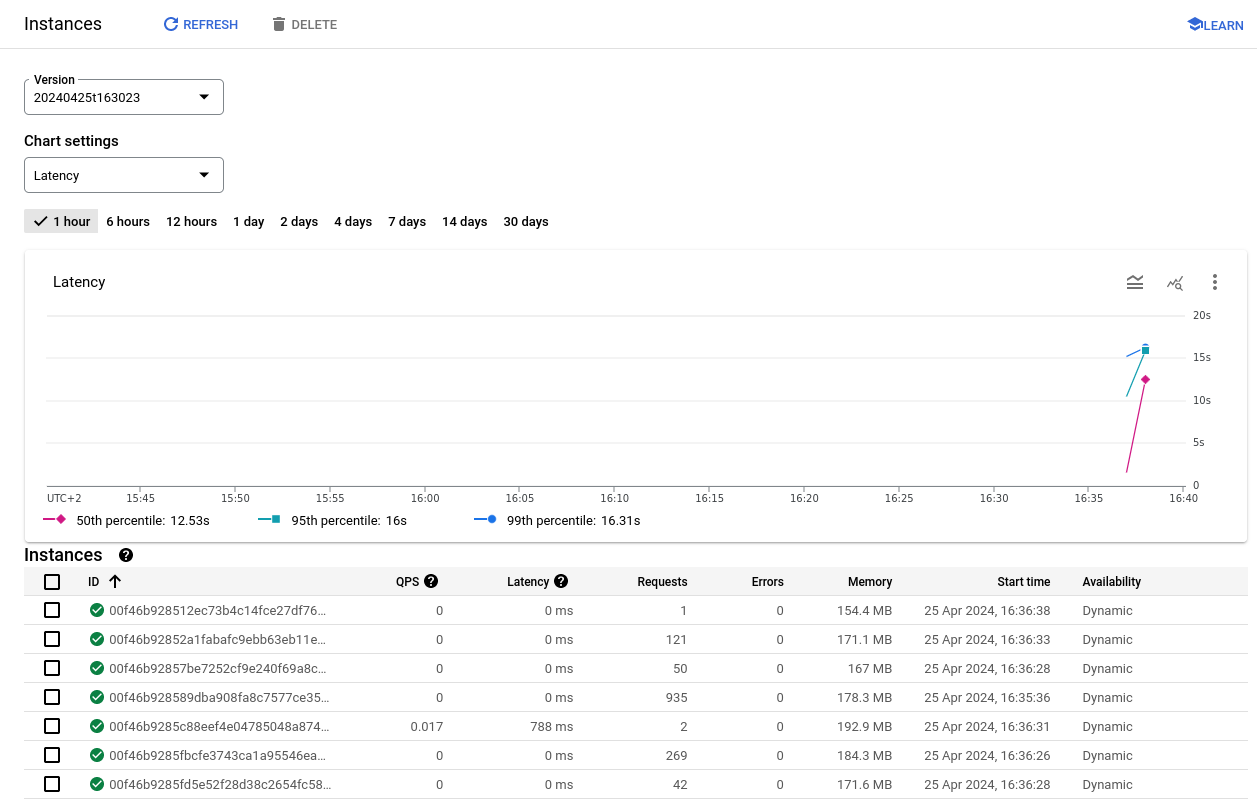 Instances REFRESH DELETE LEARN
Version
20240425t163023
Chart settings
Latency
1 hour 6 hours 12 hours 1 day 2 days 4 days 7 days 14 days 30 days
Latency
20s
15s
10s
5s
0
UTC+2 15:45 15:50 15:55 16:00 16:05 16:10 16:15 16:20 16:25 16:30 16:35 16:40
50th percentile: 12.53s 95th percentile: 16s 99th percentile: 16.31s
Instances ?
ID QPS ? Latency ? Requests Errors Memory Start time Availability
00f46b928512ec73b4c14fce27df76... 0 0 ms 1 0 154.4 MB 25 Apr 2024, 16:36:38 Dynamic
00f46b92852a1fabafc9ebb63eb11e... 0 0 ms 121 0 171.1 MB 25 Apr 2024, 16:36:33 Dynamic
00f46b92857be7252cf9e240f69a8c... 0 0 ms 50 0 167 MB 25 Apr 2024, 16:36:28 Dynamic
00f46b928589dba908fa8c7577ce35... 0 0 ms 935 0 178.3 MB 25 Apr 2024, 16:35:36 Dynamic
00f46b9285c88eef4e04785048a874... 0.017 788 ms 2 0 192.9 MB 25 Apr 2024, 16:36:31 Dynamic
00f46b9285fbcfe3743ca1a95546ea... 0 0 ms 269 0 184.3 MB 25 Apr 2024, 16:36:26 Dynamic
00f46b9285fd5e52f28d38c2654fc58... 0 0 ms 42 0 171.6 MB 25 Apr 2024, 16:36:28 Dynamic